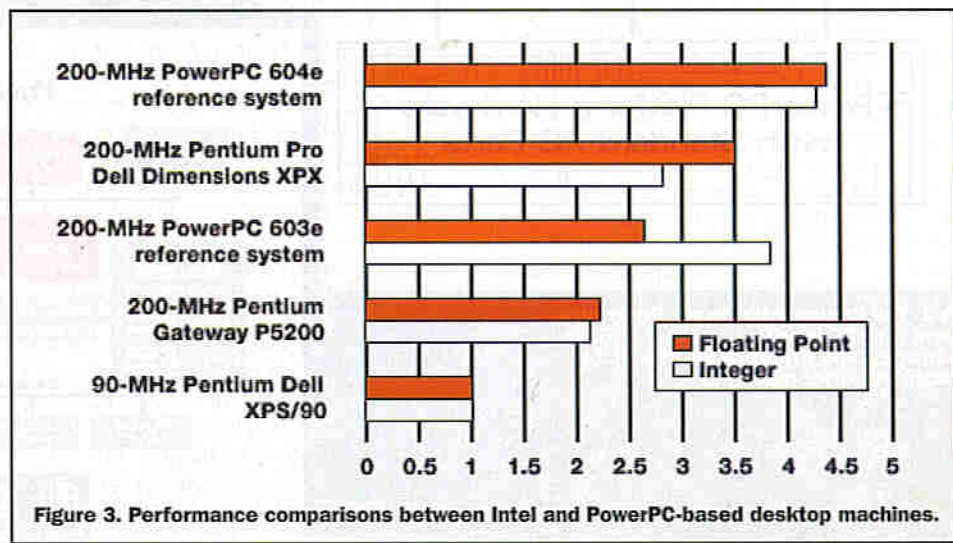 200-MHz PowerPC 604e
reference system
200-MHz Pentium Pro
Dell Dimensions XPX
200-MHz PowerPC 603e
reference system
200-MHz Pentium
Gateway P5200
90-MHz Pentium Dell
XPS/90
Floating Point
Integer
0 0.5 1 1.5 2 2.5 3 3.5 4 4.5 5
Figure 3. Performance comparisons between Intel and PowerPC-based desktop machines.